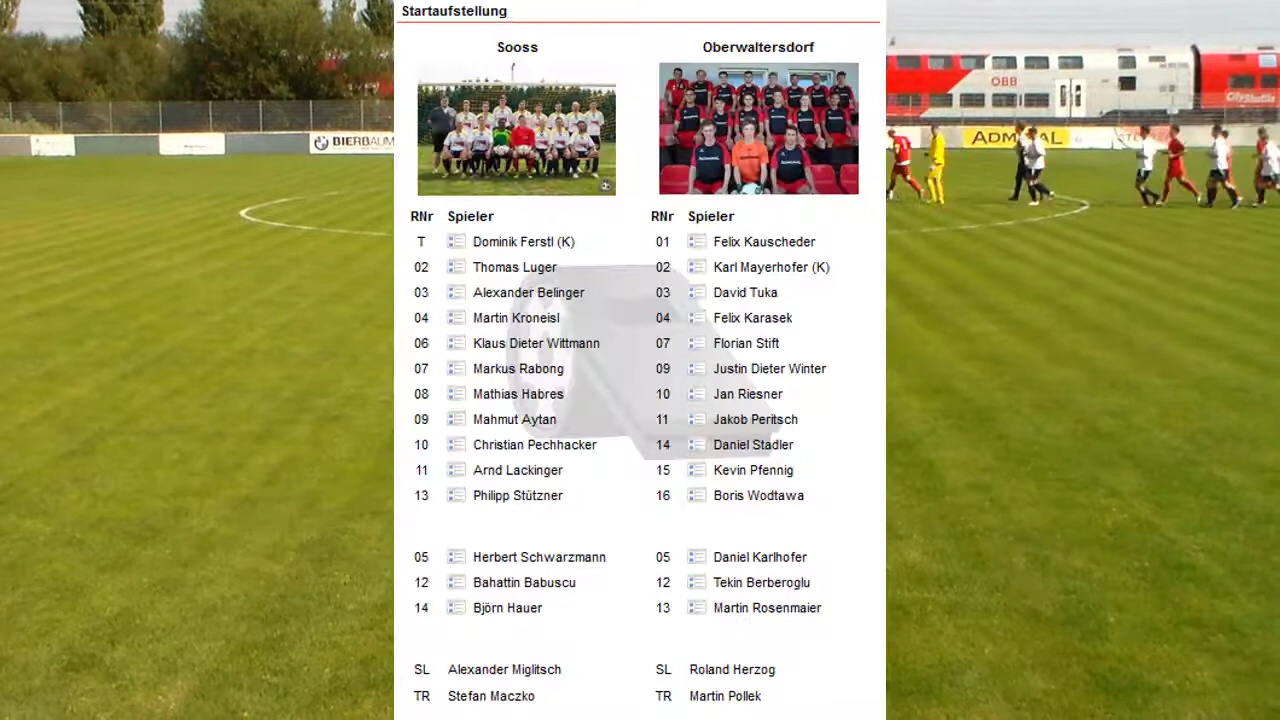 Startaufstellung
Sooss Oberwaltersdorf
RNr Spieler RNr Spieler
T Dominik Ferstl (K) 01 Felix Kauscheder
02 Thomas Luger 02 Karl Mayerhofer (K)
03 Alexander Belinger 03 David Tuka
04 Martin Kroneisl 04 Felix Karasek
06 Klaus Dieter Wittmann 07 Florian Stift
07 Markus Rabong 09 Justin Dieter Winter
08 Mathias Habres 10 Jan Riesner
09 Mahmut Aytan 11 Jakob Peritsch
10 Christian Pechhacker 14 Daniel Stadler
11 Arnd Lackinger 15 Kevin Pfennig
13 Philipp Stützner 16 Boris Wodtawa
05 Herbert Schwarzmann 05 Daniel Karlhofer
12 Bahattin Babuscu 12 Tekin Berberoglu
14 Björn Hauer 13 Martin Rosenmaier
SL Alexander Miglitsch SL Roland Herzog
TR Stefan Maczko TR Martin Pollek
BMW BIERBAUM
ÖBB
CityShuttle
ADMIRAL